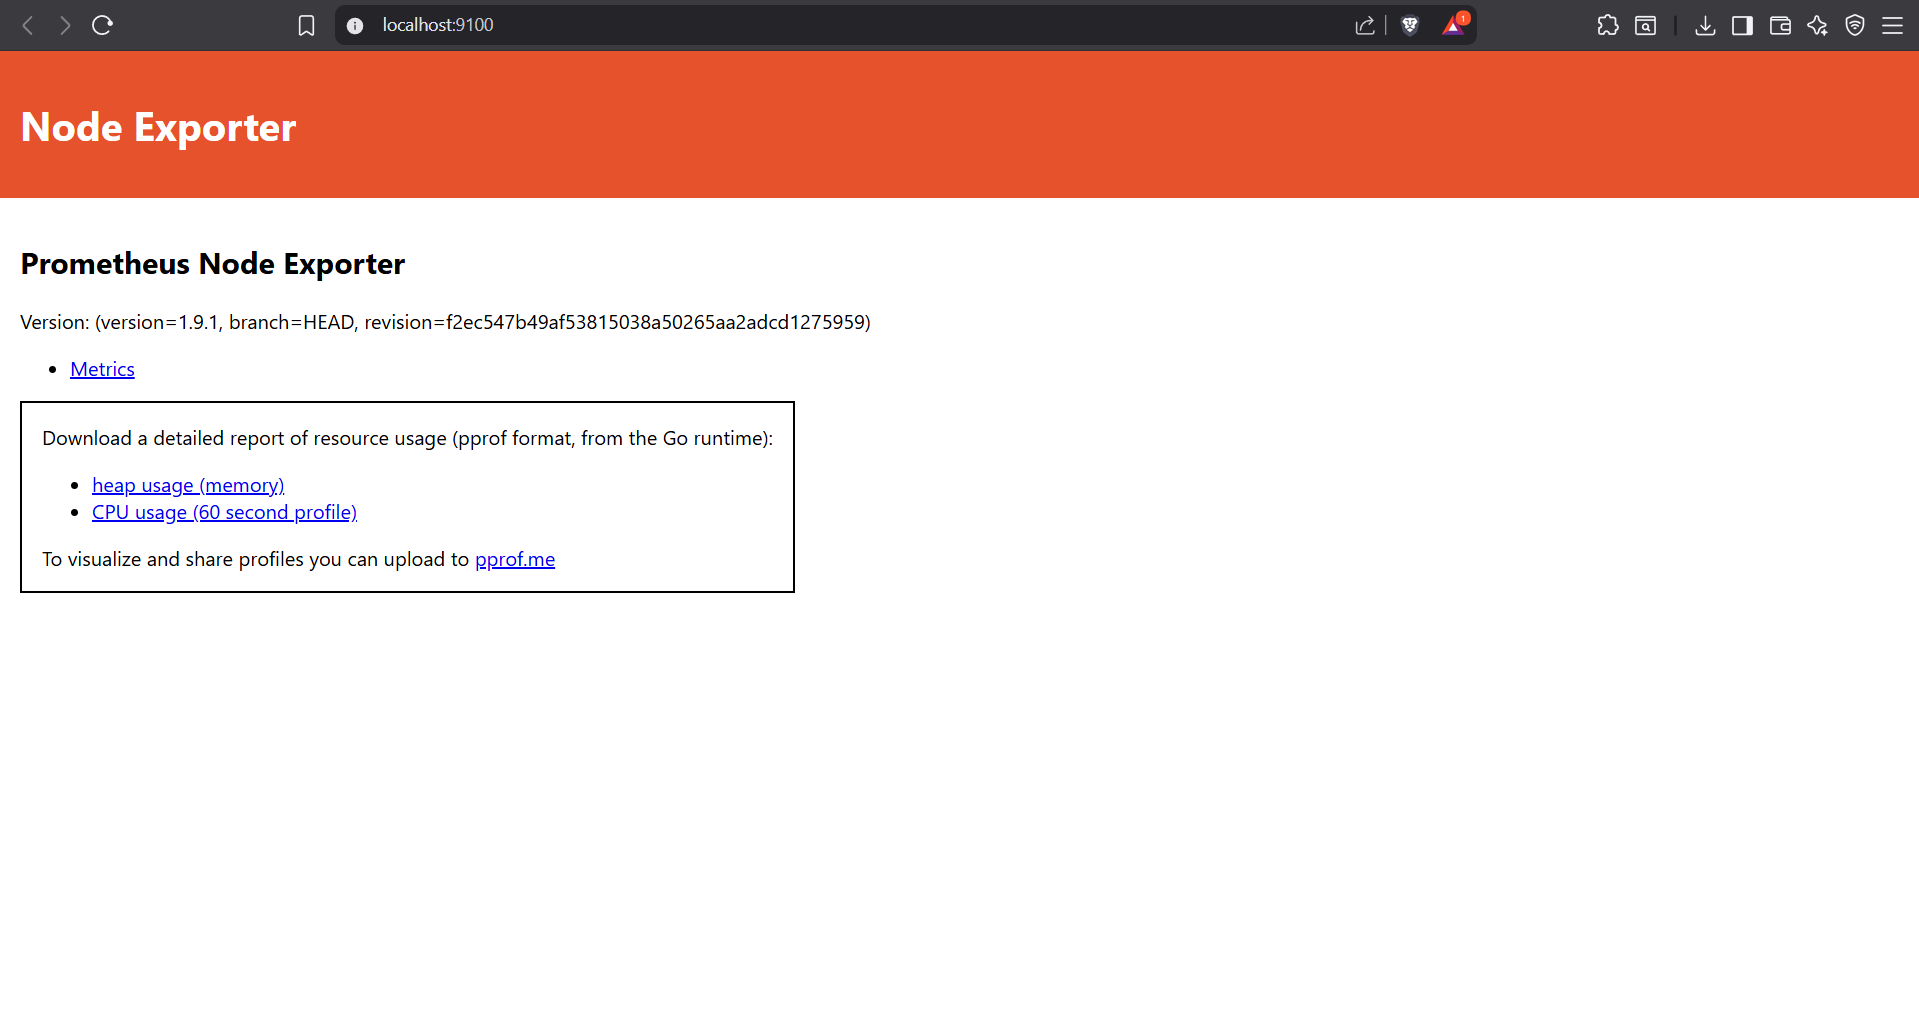 localhost:9100
1
Node Exporter
Prometheus Node Exporter
Version: (version=1.9.1, branch=HEAD, revision=f2ec547b49af53815038a50265aa2adcd1275959)
Metrics
Download a detailed report of resource usage (pprof format, from the Go runtime):
heap usage (memory)
CPU usage (60 second profile)
To visualize and share profiles you can upload to pprof.me